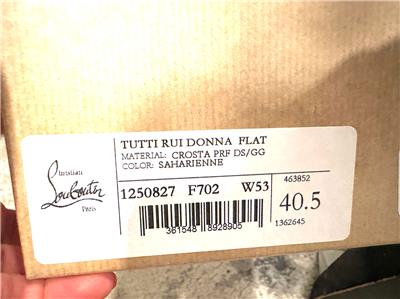 Christian
Louboutin
Paris
TUTTI RUI DONNA FLAT
MATERIAL: CROSTA PRF DS/GG
COLOR: SAHARIENNE
1250827 F702 W53
361548 8928905
463852
40.5
1362645